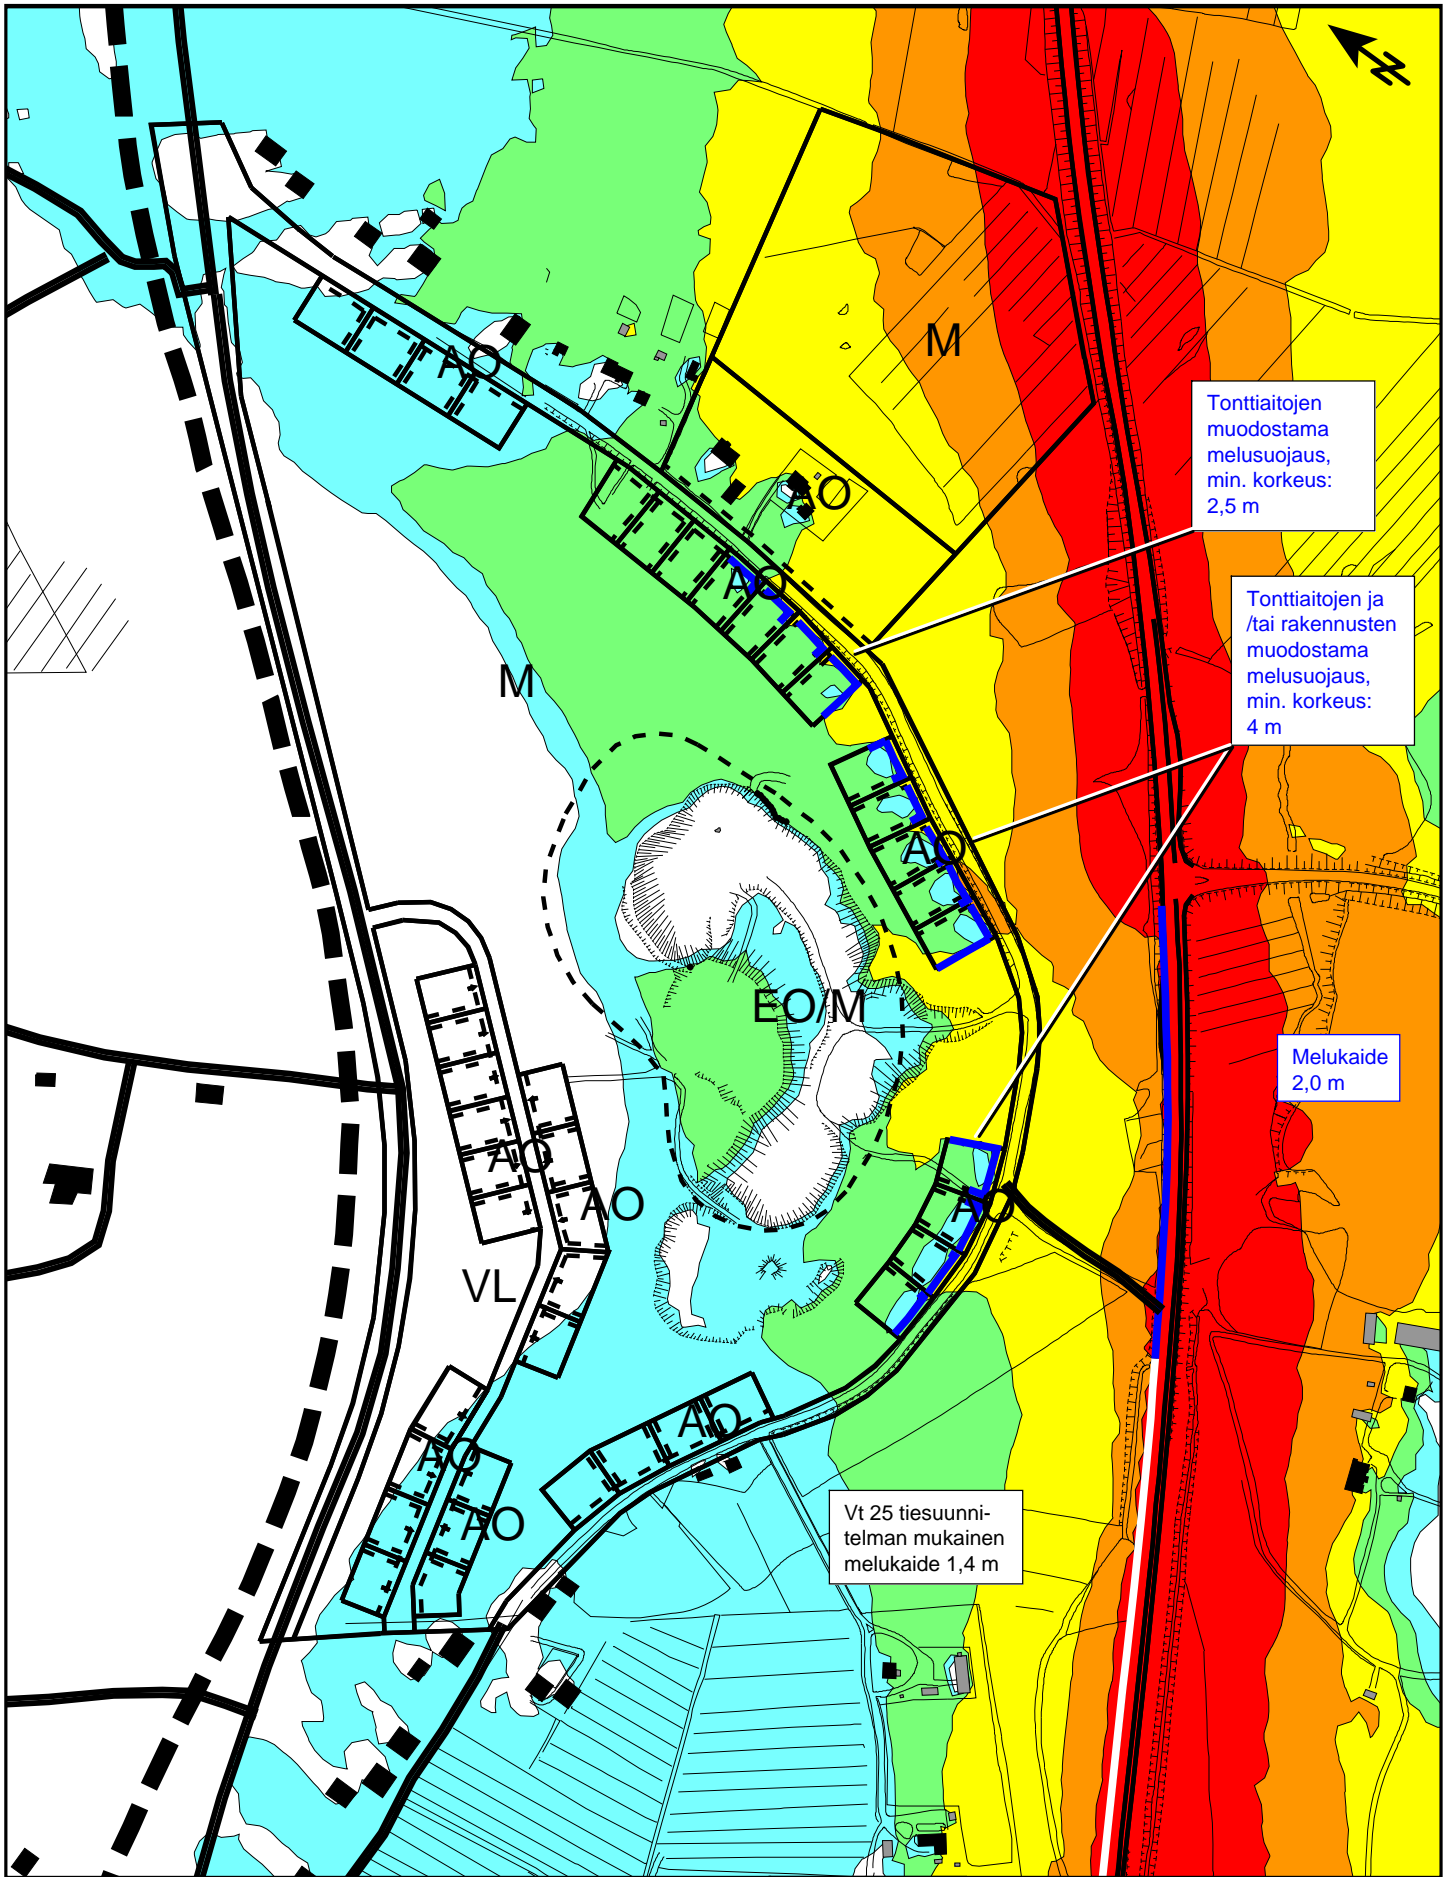 N
M
Tonttiaitojen
muodostama
melusuojaus,
min. korkeus:
2,5 m
AO
AO
AO
Tonttiaitojen ja
/tai rakennusten
muodostama
melusuojaus,
min. korkeus:
4 m
M
AO
EO/M
Melukaide
2,0 m
AO
AO
AO
VL
AO
AO
AO
Vt 25 tiesuunni-
telman mukainen
melukaide 1,4 m